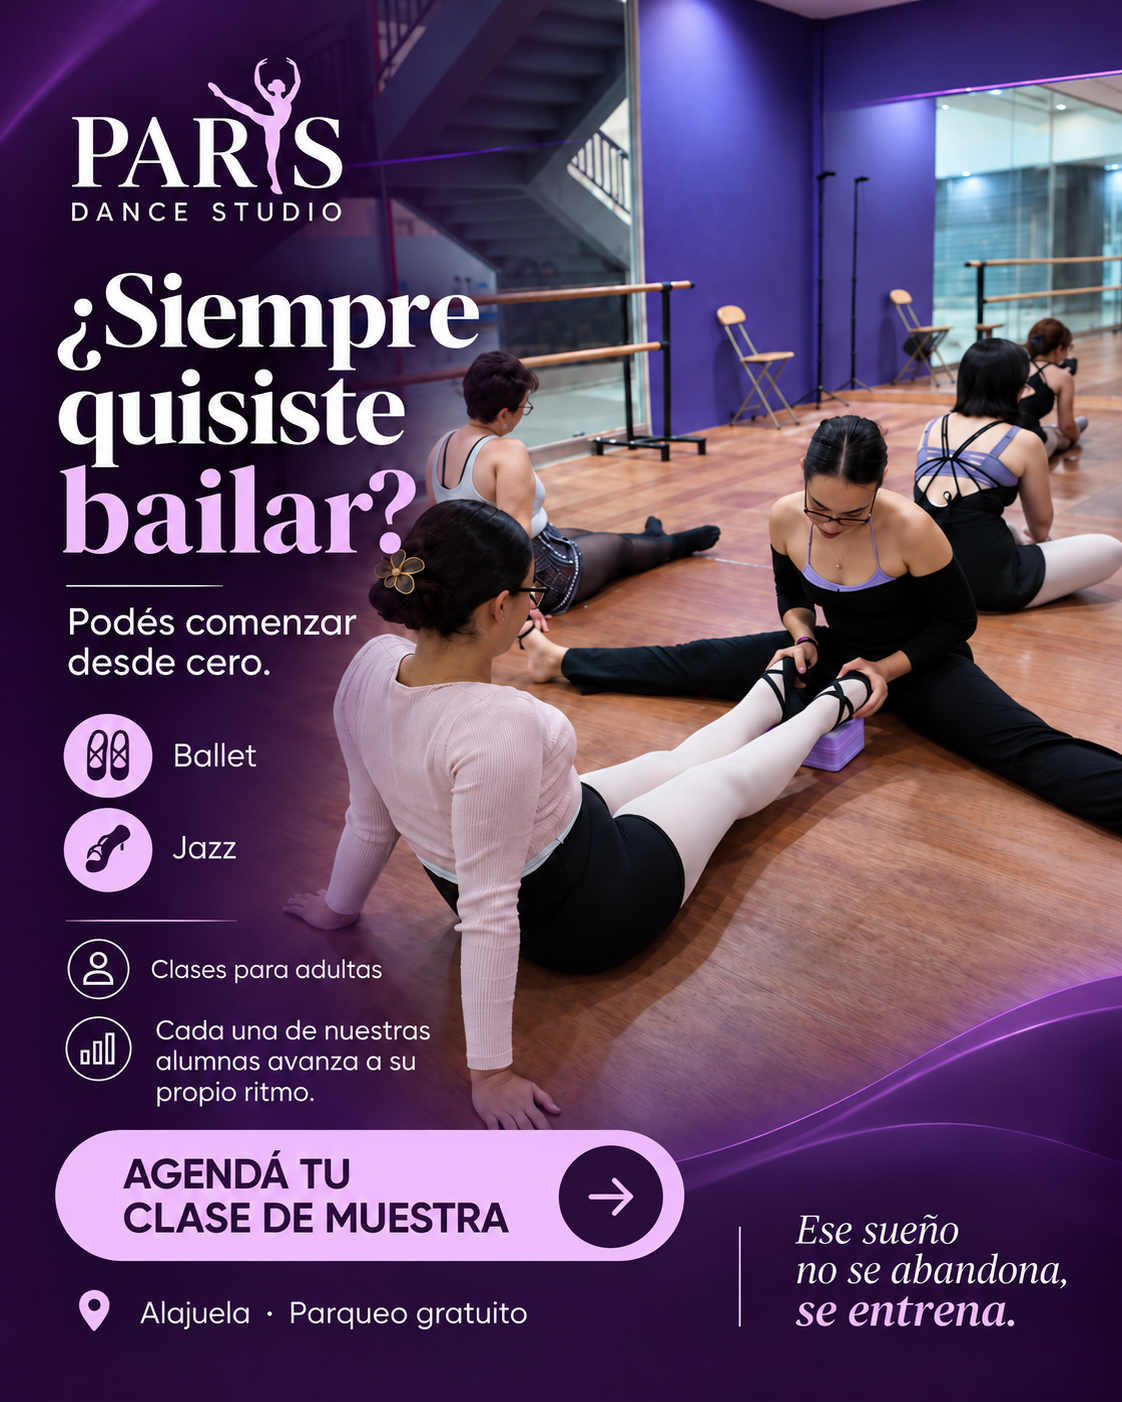 PARIS
DANCE STUDIO
¿Siempre
quisiste
bailar?
Podés comenzar
desde cero.
Ballet
Jazz
Clases para adultas
Cada una de nuestras
alumnas avanza a su
propio ritmo.
AGENDÁ TU
CLASE DE MUESTRA
Alajuela · Parqueo gratuito
Ese sueño
no se abandona,
se entrena.